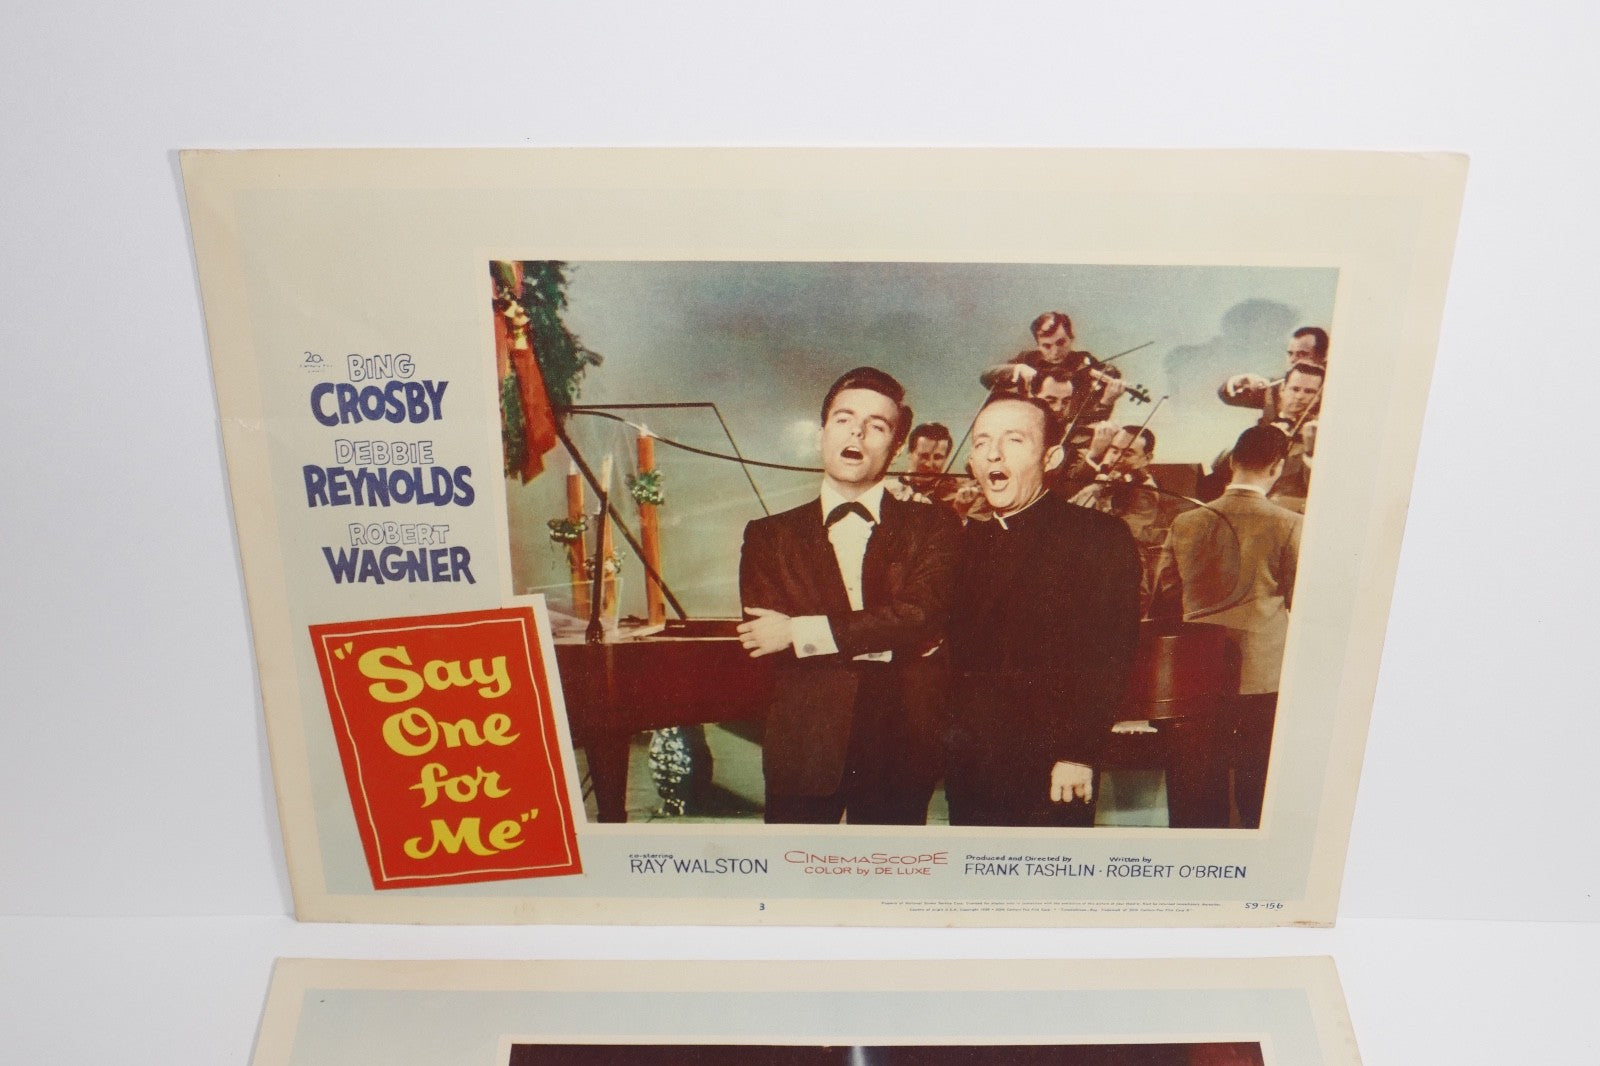 20
BING
CROSBY
DEBBIE
REYNOLDS
ROBERT
WAGNER
"Say
One
for
Me"
co-starring
RAY WALSTON
CINEMASCOPE
COLOR by DE LUXE
Produced and Directed by
FRANK TASHLIN ·
Written by
ROBERT O'BRIEN
3
59-156